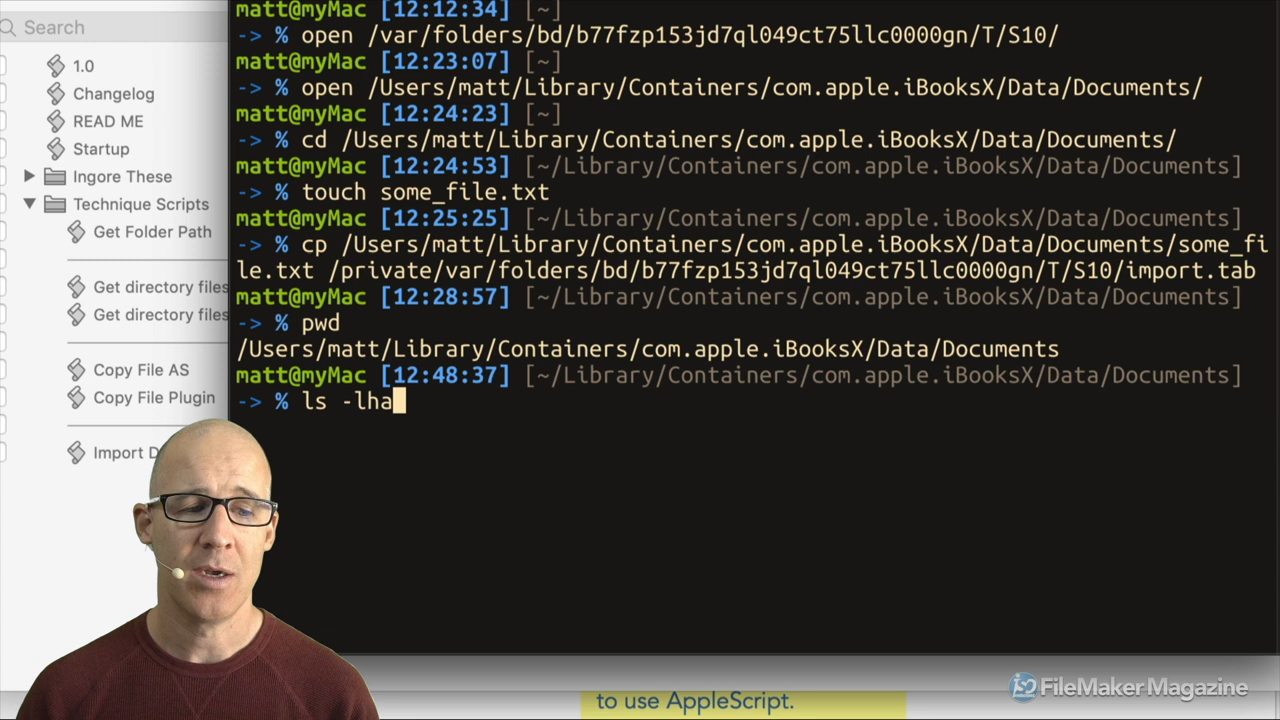 Search
1.0
Changelog
READ ME
Startup
Ingore These
Technique Scripts
Get Folder Path
Get directory files
Get directory files
Copy File AS
Copy File Plugin
Import D
matt@myMac [12:12:34] [~]
-> % open /var/folders/bd/b77fzp153jd7ql049ct75llc0000gn/T/S10/
matt@myMac [12:23:07] [~]
-> % open /Users/matt/Library/Containers/com.apple.iBooksX/Data/Documents/
matt@myMac [12:24:23] [~]
-> % cd /Users/matt/Library/Containers/com.apple.iBooksX/Data/Documents/
matt@myMac [12:24:53] [~/Library/Containers/com.apple.iBooksX/Data/Documents]
-> % touch some_file.txt
matt@myMac [12:25:25] [~/Library/Containers/com.apple.iBooksX/Data/Documents]
-> % cp /Users/matt/Library/Containers/com.apple.iBooksX/Data/Documents/some_fi
le.txt /private/var/folders/bd/b77fzp153jd7ql049ct75llc0000gn/T/S10/import.tab
matt@myMac [12:28:57] [~/Library/Containers/com.apple.iBooksX/Data/Documents]
-> % pwd
/Users/matt/Library/Containers/com.apple.iBooksX/Data/Documents
matt@myMac [12:48:37] [~/Library/Containers/com.apple.iBooksX/Data/Documents]
-> % ls -lha
to use AppleScript.
FileMaker Magazine